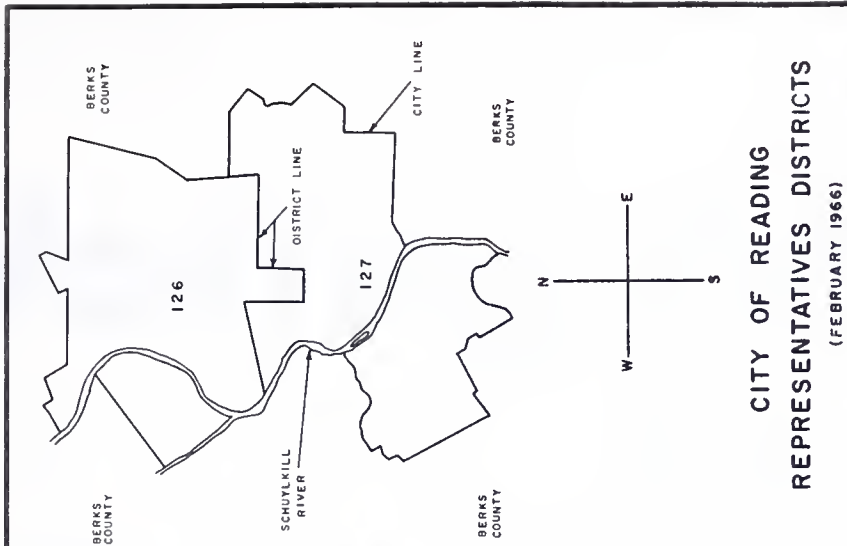 BERKS
COUNTY
BERKS
COUNTY
CITY LINE
DISTRICT LINE
126
127
BERKS
COUNTY
SCHUYLKILL
RIVER
BERKS
COUNTY
N
W
E
S
CITY OF READING
REPRESENTATIVES DISTRICTS
(FEBRUARY 1966)